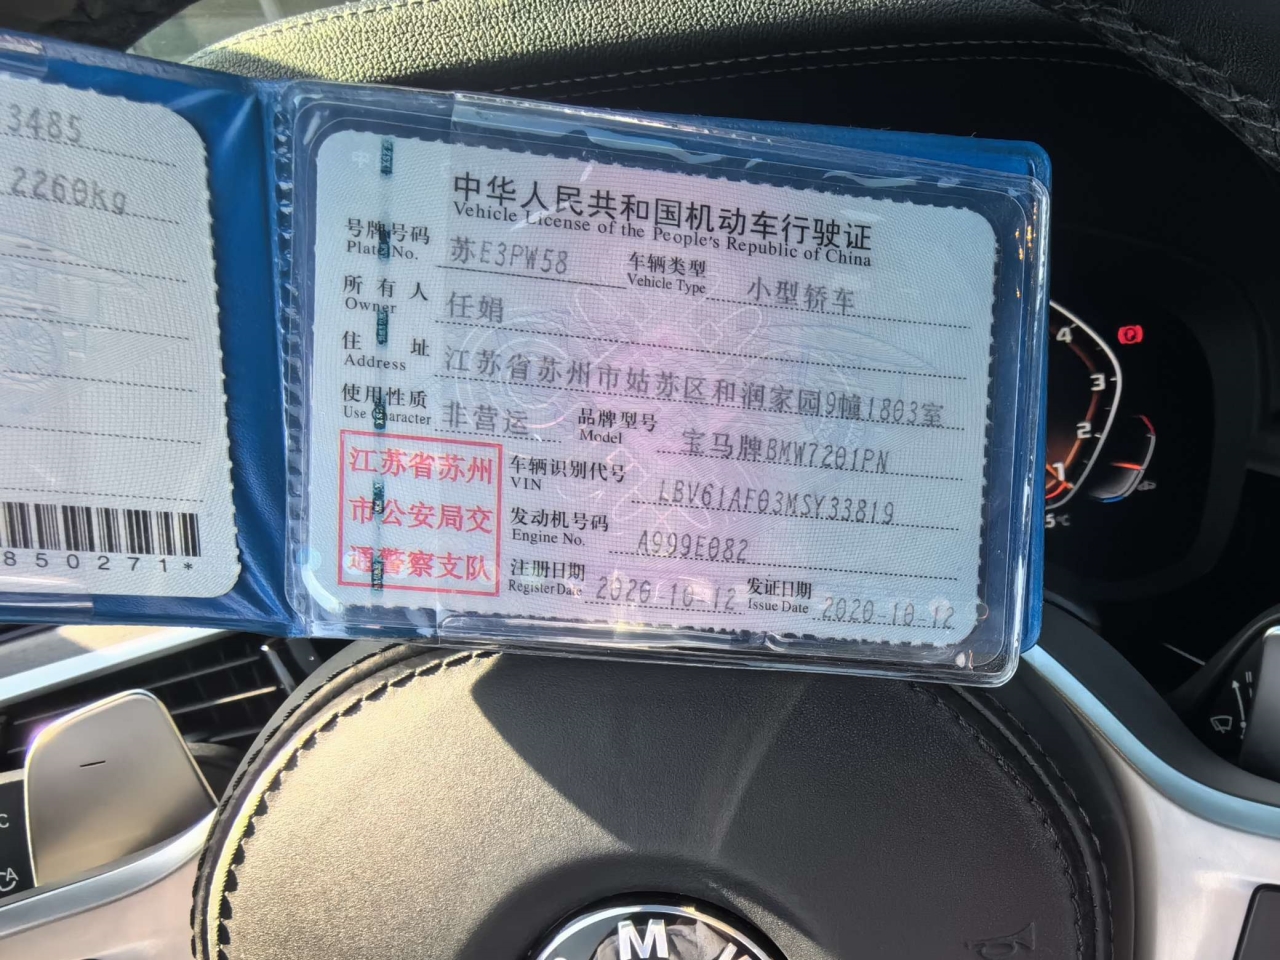 3485
2260kg
850271*
中华人民共和国机动车行驶证
Vehicle License of the People's Republic of China
号牌号码 苏E3PW58 车辆类型 小型轿车
Plate No. Vehicle Type
所有人 任娟
Owner
住址 江苏省苏州市姑苏区和润家园9幢1803室
Address
使用性质 非营运 品牌型号 宝马牌BMW7201PN
Use Character Model
江苏省苏州
市公安局交
通警察支队
车辆识别代号 LBV61AF03MSY33819
VIN
发动机号码 A999E082
Engine No.
注册日期 2020-10-12 发证日期 2020-10-12
Register Date Issue Date
4
3
2
1
5℃
M